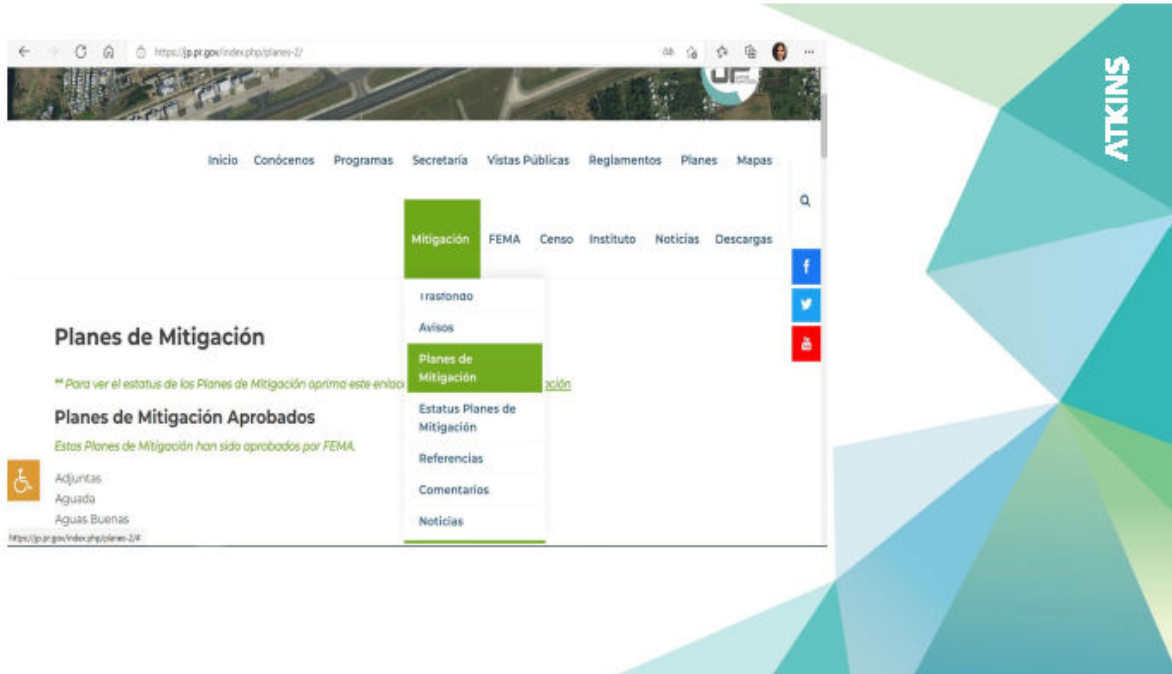 https://jp.pr.gov/index.php/planes-2/
ATKINS
Inicio Conócenos Programas Secretaría Vistas Públicas Reglamentos Planes Mapas
Mitigación FEMA Censo Instituto Noticias Descargas
Trasfondo
Avisos
Planes de
Mitigación
Estatus Planes de
Mitigación
Referencias
Comentarios
Noticias
Planes de Mitigación
** Para ver el estatus de los Planes de Mitigación oprima este
Planes de Mitigación Aprobados
Estos Planes de Mitigación han sido aprobados por FEMA.
Adjuntas
Aguada
Aguas Buenas
https://jp.pr.gov/index.php/planes-2/#